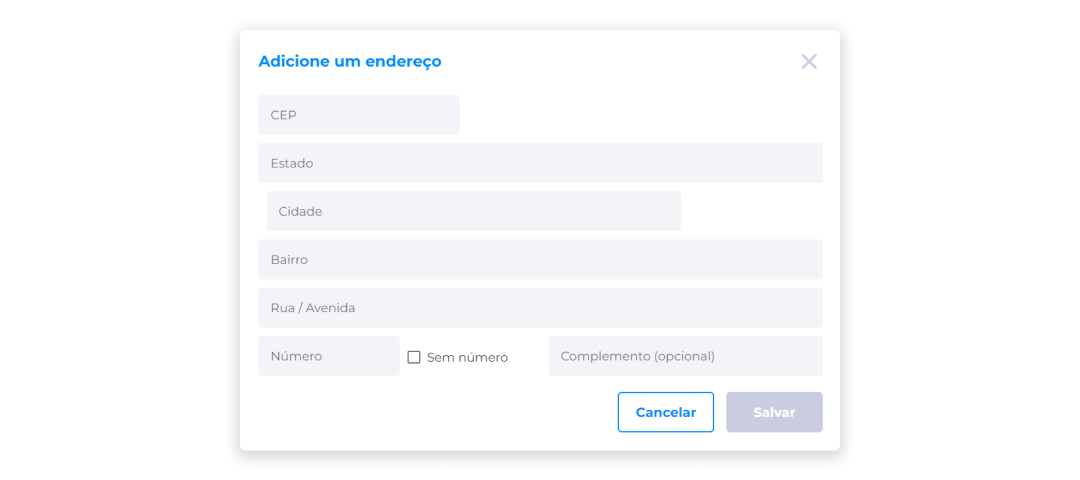 Adicione um endereço
CEP
Estado
Cidade
Bairro
Rua / Avenida
Número
Sem número
Complemento (opcional)
Cancelar
Salvar